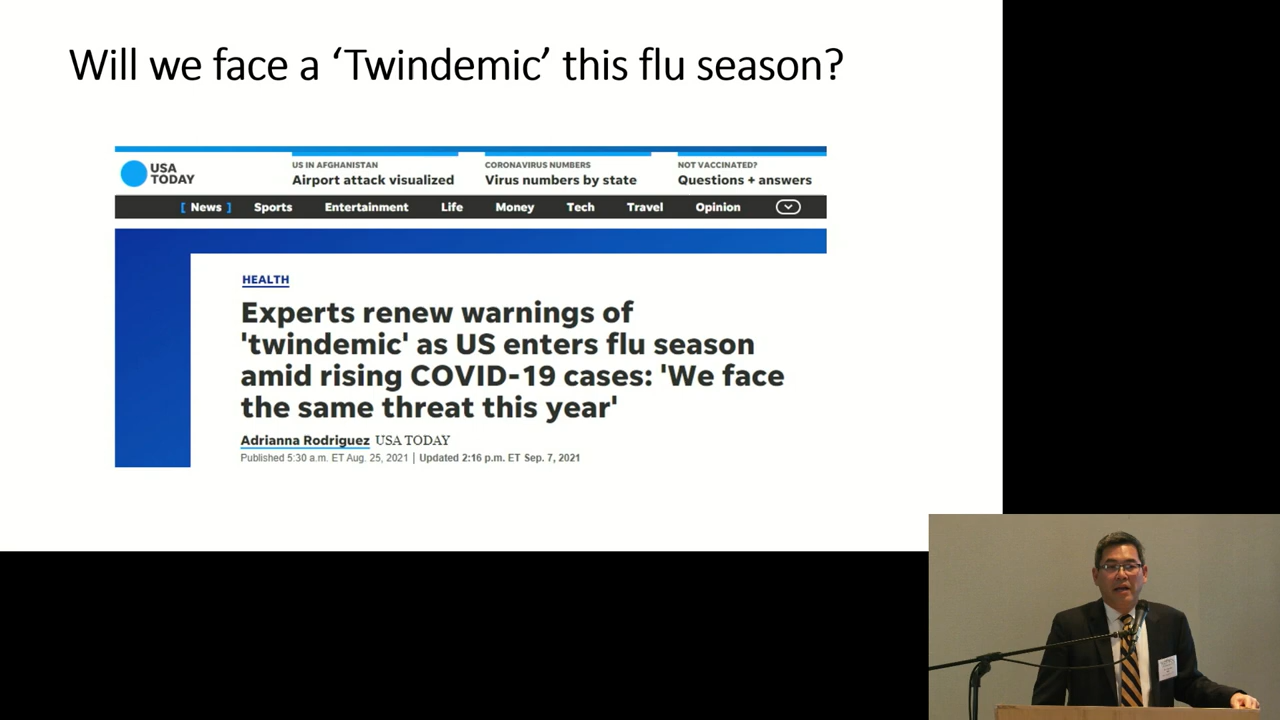 Will we face a ‘Twindemic’ this flu season?
USA
TODAY
US IN AFGHANISTAN
Airport attack visualized
CORONAVIRUS NUMBERS
Virus numbers by state
NOT VACCINATED?
Questions + answers
[ News ] Sports Entertainment Life Money Tech Travel Opinion
HEALTH
Experts renew warnings of
'twindemic' as US enters flu season
amid rising COVID-19 cases: 'We face
the same threat this year'
Adrianna Rodriguez USA TODAY
Published 5:30 a.m. ET Aug. 25, 2021 | Updated 2:16 p.m. ET Sep. 7, 2021